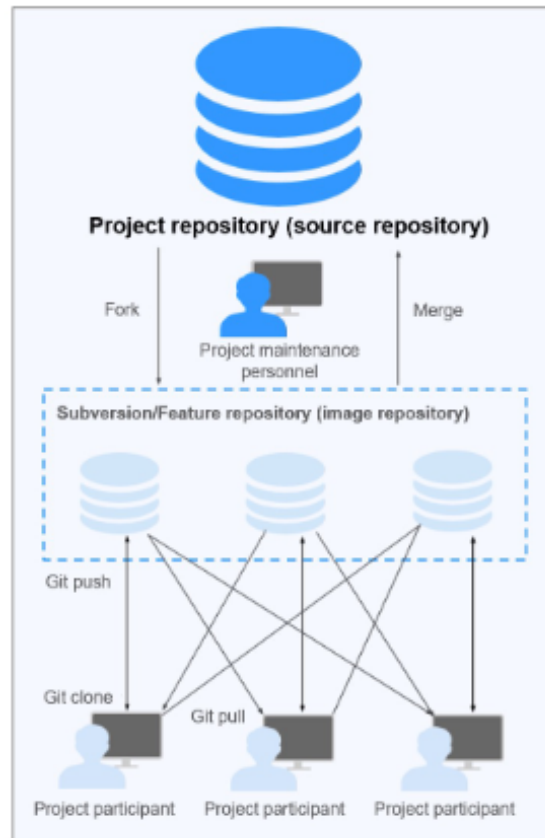 Project repository (source repository)
Fork
Merge
Project maintenance
personnel
Subversion/Feature repository (image repository)
Git push
Git clone
Git pull
Project participant
Project participant
Project participant